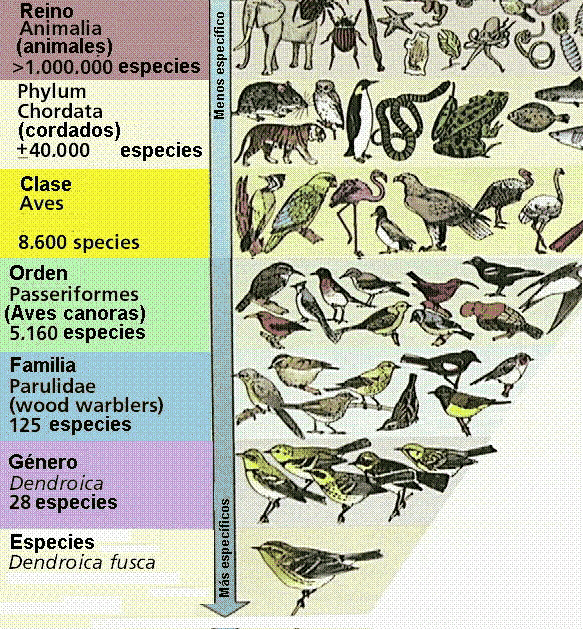 Reino
Animalia
(animales)
>1.000.000 especies
Menos específico
Phylum
Chordata
(cordados)
±40.000 especies
Clase
Aves
8.600 species
Orden
Passeriformes
(Aves canoras)
5.160 especies
Familia
Parulidae
(wood warblers)
125 especies
Género
Dendroica
28 especies
Más específicos
Especies
Dendroica fusca